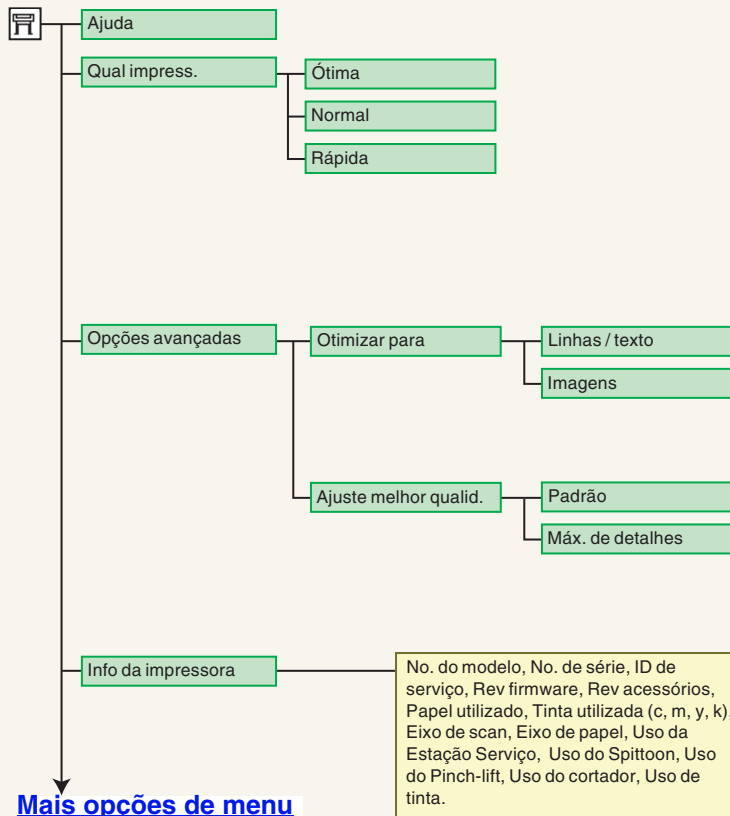 Ajuda
Qual impress.
Ótima
Normal
Rápida
Opções avançadas
Otimizar para
Linhas / texto
Imagens
Ajuste melhor qualid.
Padrão
Máx. de detalhes
Info da impressora
No. do modelo, No. de série, ID de
serviço, Rev firmware, Rev acessórios,
Papel utilizado, Tinta utilizada (c, m, y, k),
Eixo de scan, Eixo de papel, Uso da
Estação Serviço, Uso do Spittoon, Uso
do Pinch-lift, Uso do cortador, Uso de
tinta.
Mais opções de menu